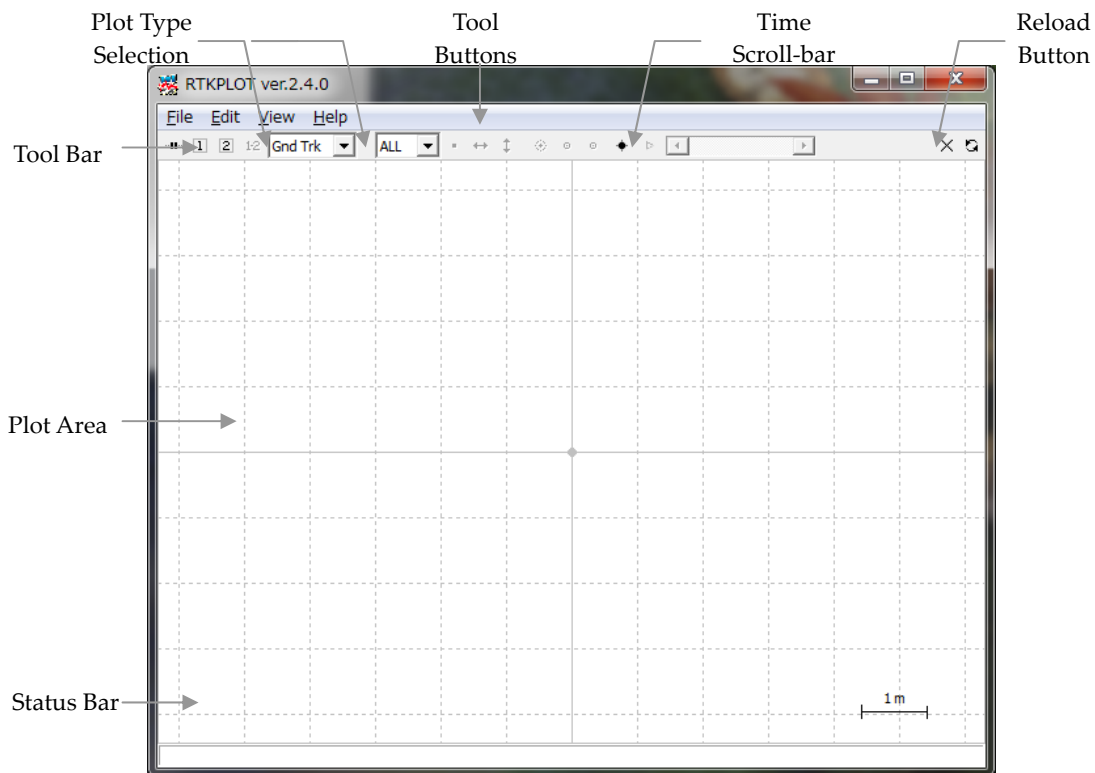 Plot Type
Selection
Tool
Buttons
Time
Scroll-bar
Reload
Button
RTKPLOT ver.2.4.0
File Edit View Help
Tool Bar
1 2 1-2 Gnd Trk ALL
Plot Area
Status Bar
1 m